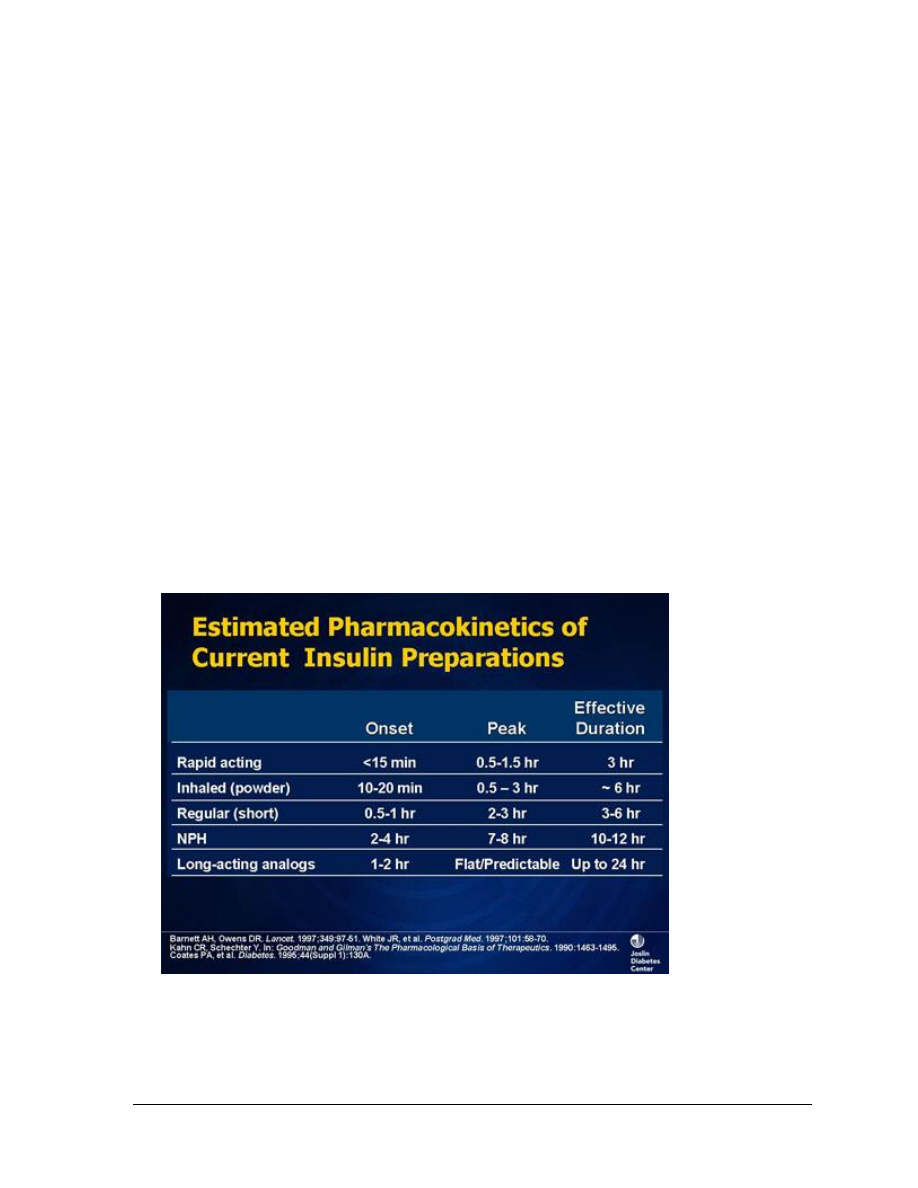 Estimated Pharmacokinetics of
Current Insulin Preparations
Onset Peak Effective Duration
Rapid acting <15 min 0.5-1.5 hr 3 hr
Inhaled (powder) 10-20 min 0.5 – 3 hr ~ 6 hr
Regular (short) 0.5-1 hr 2-3 hr 3-6 hr
NPH 2-4 hr 7-8 hr 10-12 hr
Long-acting analogs 1-2 hr Flat/Predictable Up to 24 hr
Barnett AH, Owens DR. Lancet. 1997;349:97-51. White JR, et al. Postgrad Med. 1997;101:58-70.
Kahn CR, Schechter Y. In: Goodman and Gilman's The Pharmacological Basis of Therapeutics. 1990:1463-1495.
Coates PA, et al. Diabetes. 1995;44(Suppl 1):130A.
Joslin
Diabetes
Center